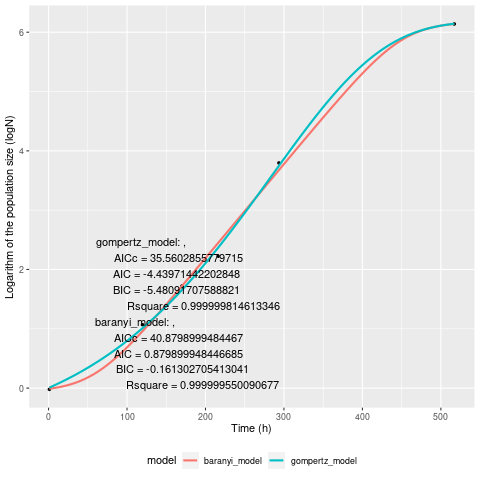 6
4
2
0
Logarithm of the population size (logN)
gompertz_model: ,
AICc = 35.5602855779715
AIC = -4.43971442202848
BIC = -5.48091707588821
Rsquare = 0.999999814613346
baranyi_model: ,
AICc = 40.8798999484467
AIC = 0.879899948446685
BIC = -0.161302705413041
Rsquare = 0.999999550090677
0 100 200 300 400 500
Time (h)
model baranyi_model gompertz_model